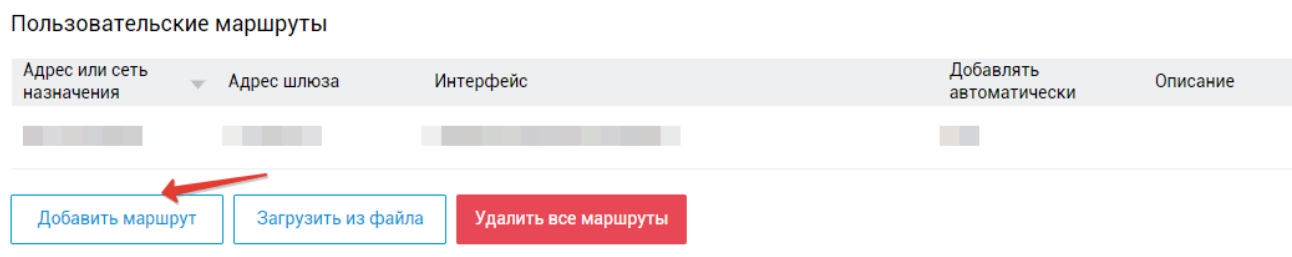 Пользовательские маршруты
Адрес или сеть
назначения
Адрес шлюза
Интерфейс
Добавлять
автоматически
Описание
Добавить маршрут
Загрузить из файла
Удалить все маршруты